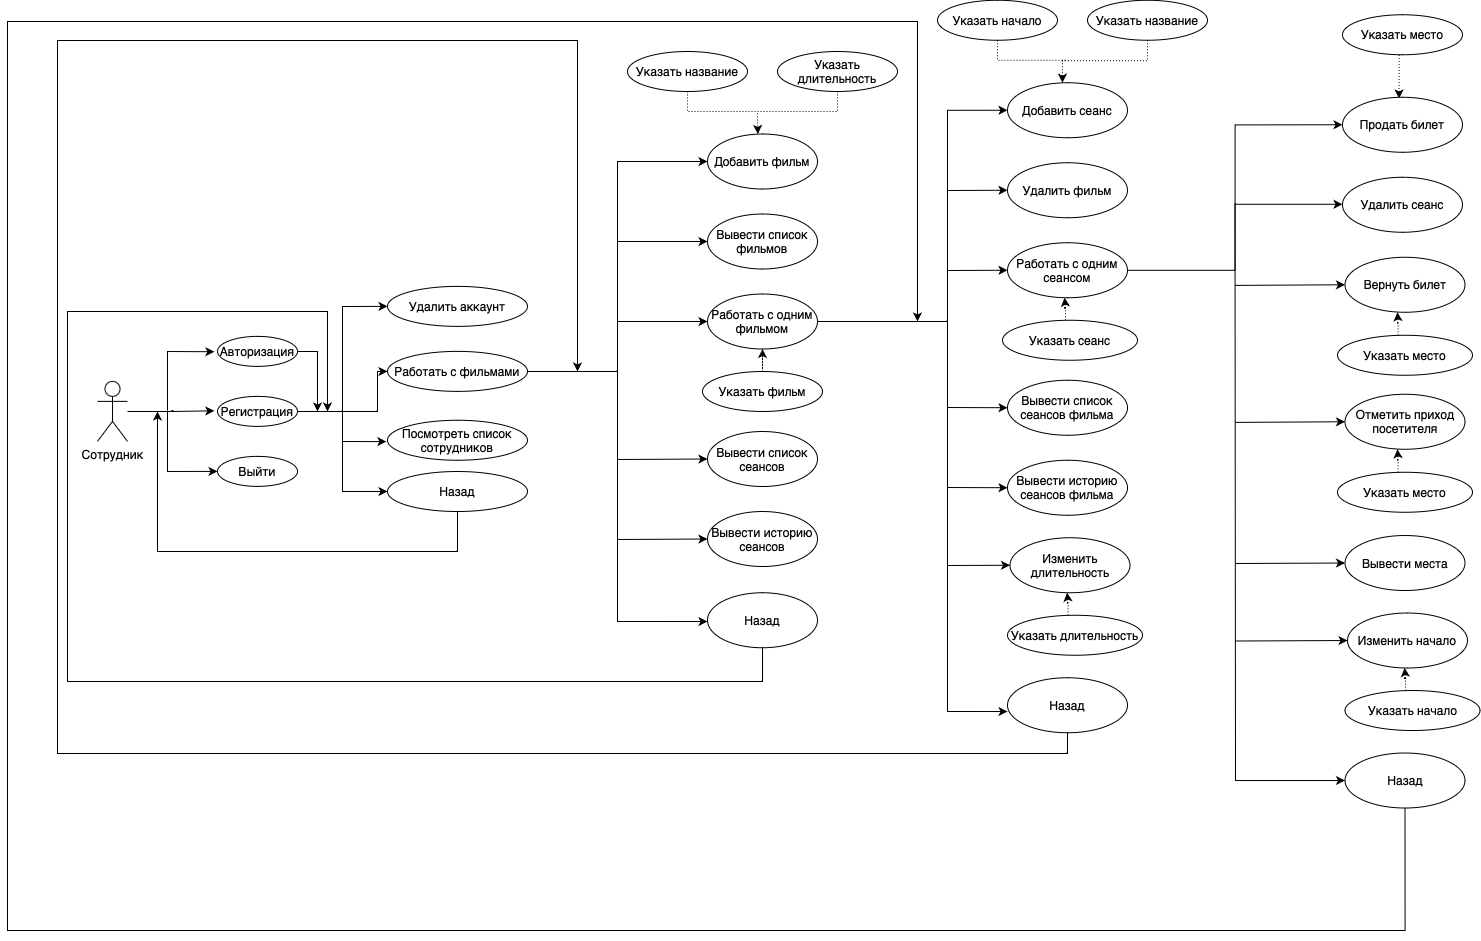 Сотрудник
Авторизация
Регистрация
Выйти
Удалить аккаунт
Работать с фильмами
Посмотреть список
сотрудников
Назад
Указать название
Указать
длительность
Добавить фильм
Вывести список
фильмов
Работать с одним
фильмом
Указать фильм
Вывести список
сеансов
Вывести историю
сеансов
Назад
Указать начало
Указать название
Добавить сеанс
Удалить фильм
Работать с одним
сеансом
Указать сеанс
Вывести список
сеансов фильма
Вывести историю
сеансов фильма
Изменить
длительность
Указать длительность
Назад
Указать место
Продать билет
Удалить сеанс
Вернуть билет
Указать место
Отметить приход
посетителя
Указать место
Вывести места
Изменить начало
Указать начало
Назад